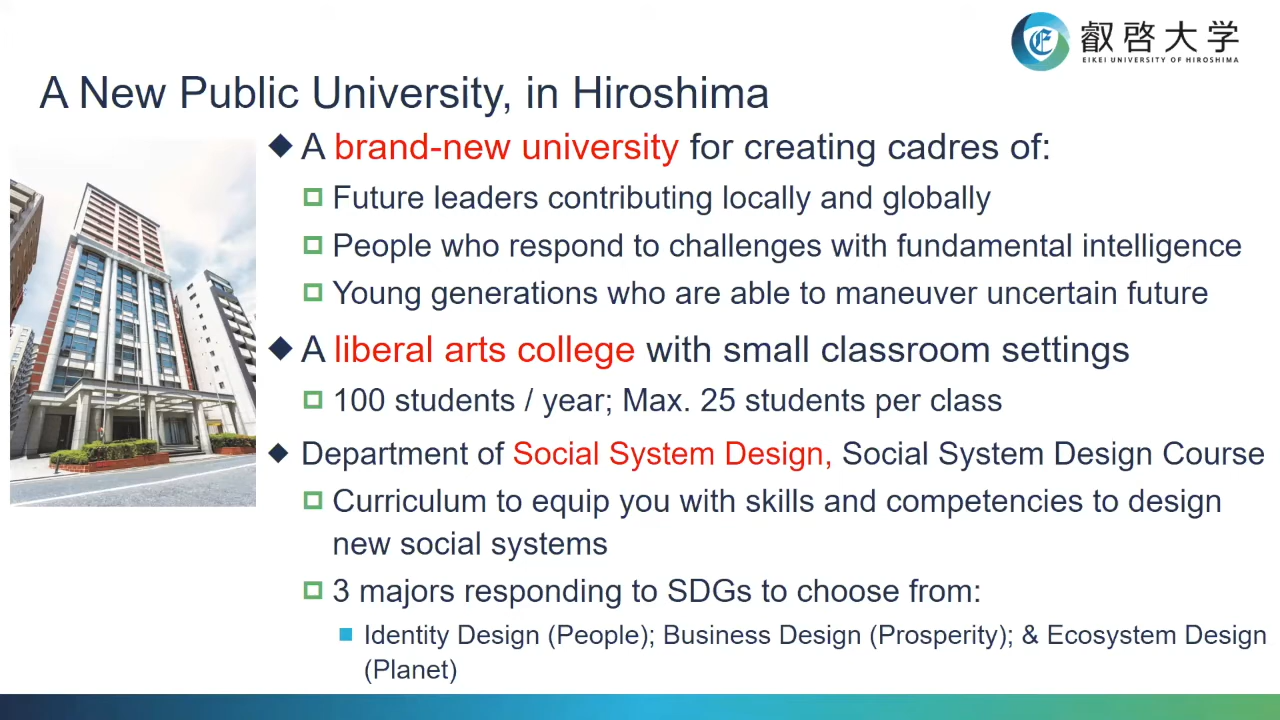 叡啓大学
EIKEI UNIVERSITY OF HIROSHIMA
A New Public University, in Hiroshima
A brand-new university for creating cadres of:
Future leaders contributing locally and globally
People who respond to challenges with fundamental intelligence
Young generations who are able to maneuver uncertain future
A liberal arts college with small classroom settings
100 students / year; Max. 25 students per class
Department of Social System Design, Social System Design Course
Curriculum to equip you with skills and competencies to design
new social systems
3 majors responding to SDGs to choose from:
Identity Design (People); Business Design (Prosperity); & Ecosystem Design
(Planet)